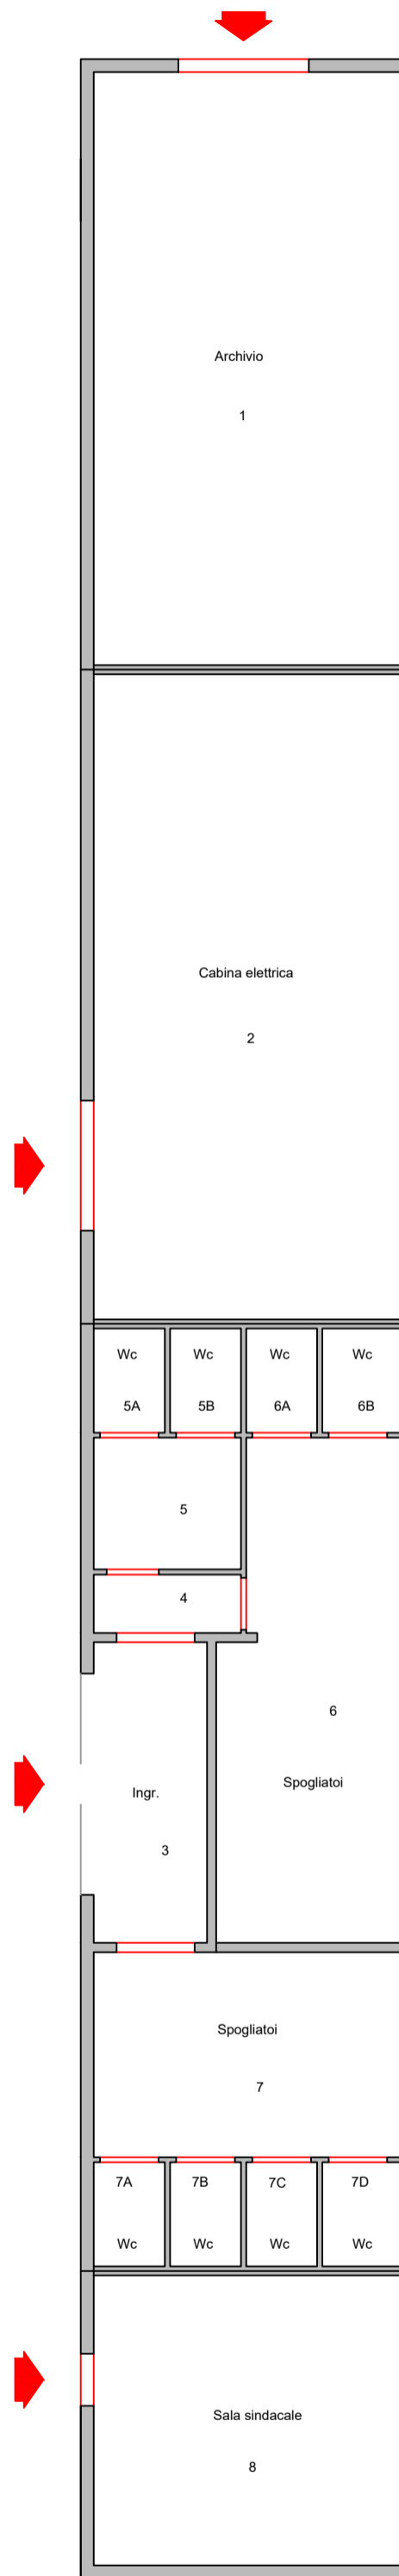 Archivio
1
Cabina elettrica
2
Wc Wc Wc Wc
5A 5B 6A 6B
5
4
6
Spogliatoi
Ingr.
3
Spogliatoi
7
7A 7B 7C 7D
Wc Wc Wc Wc
Sala sindacale
8